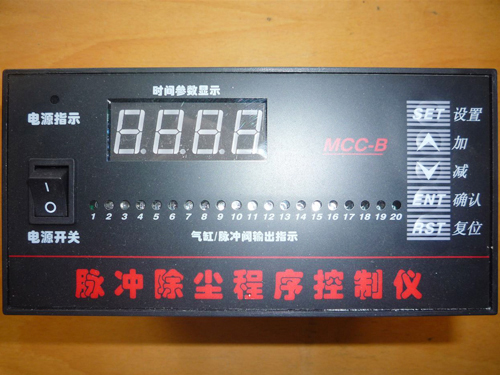 时间参数显示
电源指示
MCC-B
SET 设置
加
减
ENT 确认
RST 复位
I
O
电源开关
1 2 3 4 5 6 7 8 9 10 11 12 13 14 15 16 17 18 19 20
气缸/脉冲阀输出指示
脉冲除尘程序控制仪